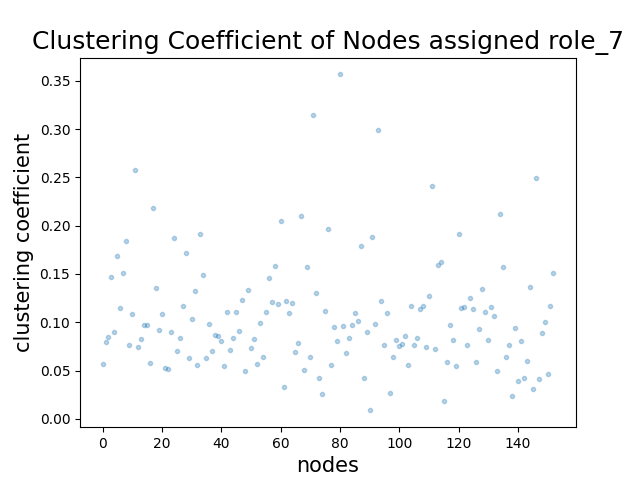 Clustering Coefficient of Nodes assigned role_7
clustering coefficient
0.35
0.30
0.25
0.20
0.15
0.10
0.05
0.00
0 20 40 60 80 100 120 140
nodes